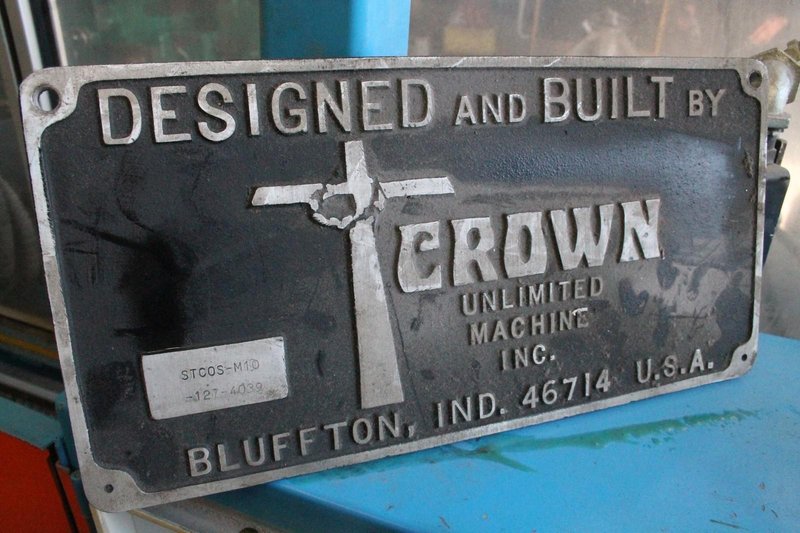 DESIGNED AND BUILT BY
CROWN
UNLIMITED
MACHINE
INC.
STCOS-M10
-127-4039
BLUFFTON, IND. 46714 U.S.A.